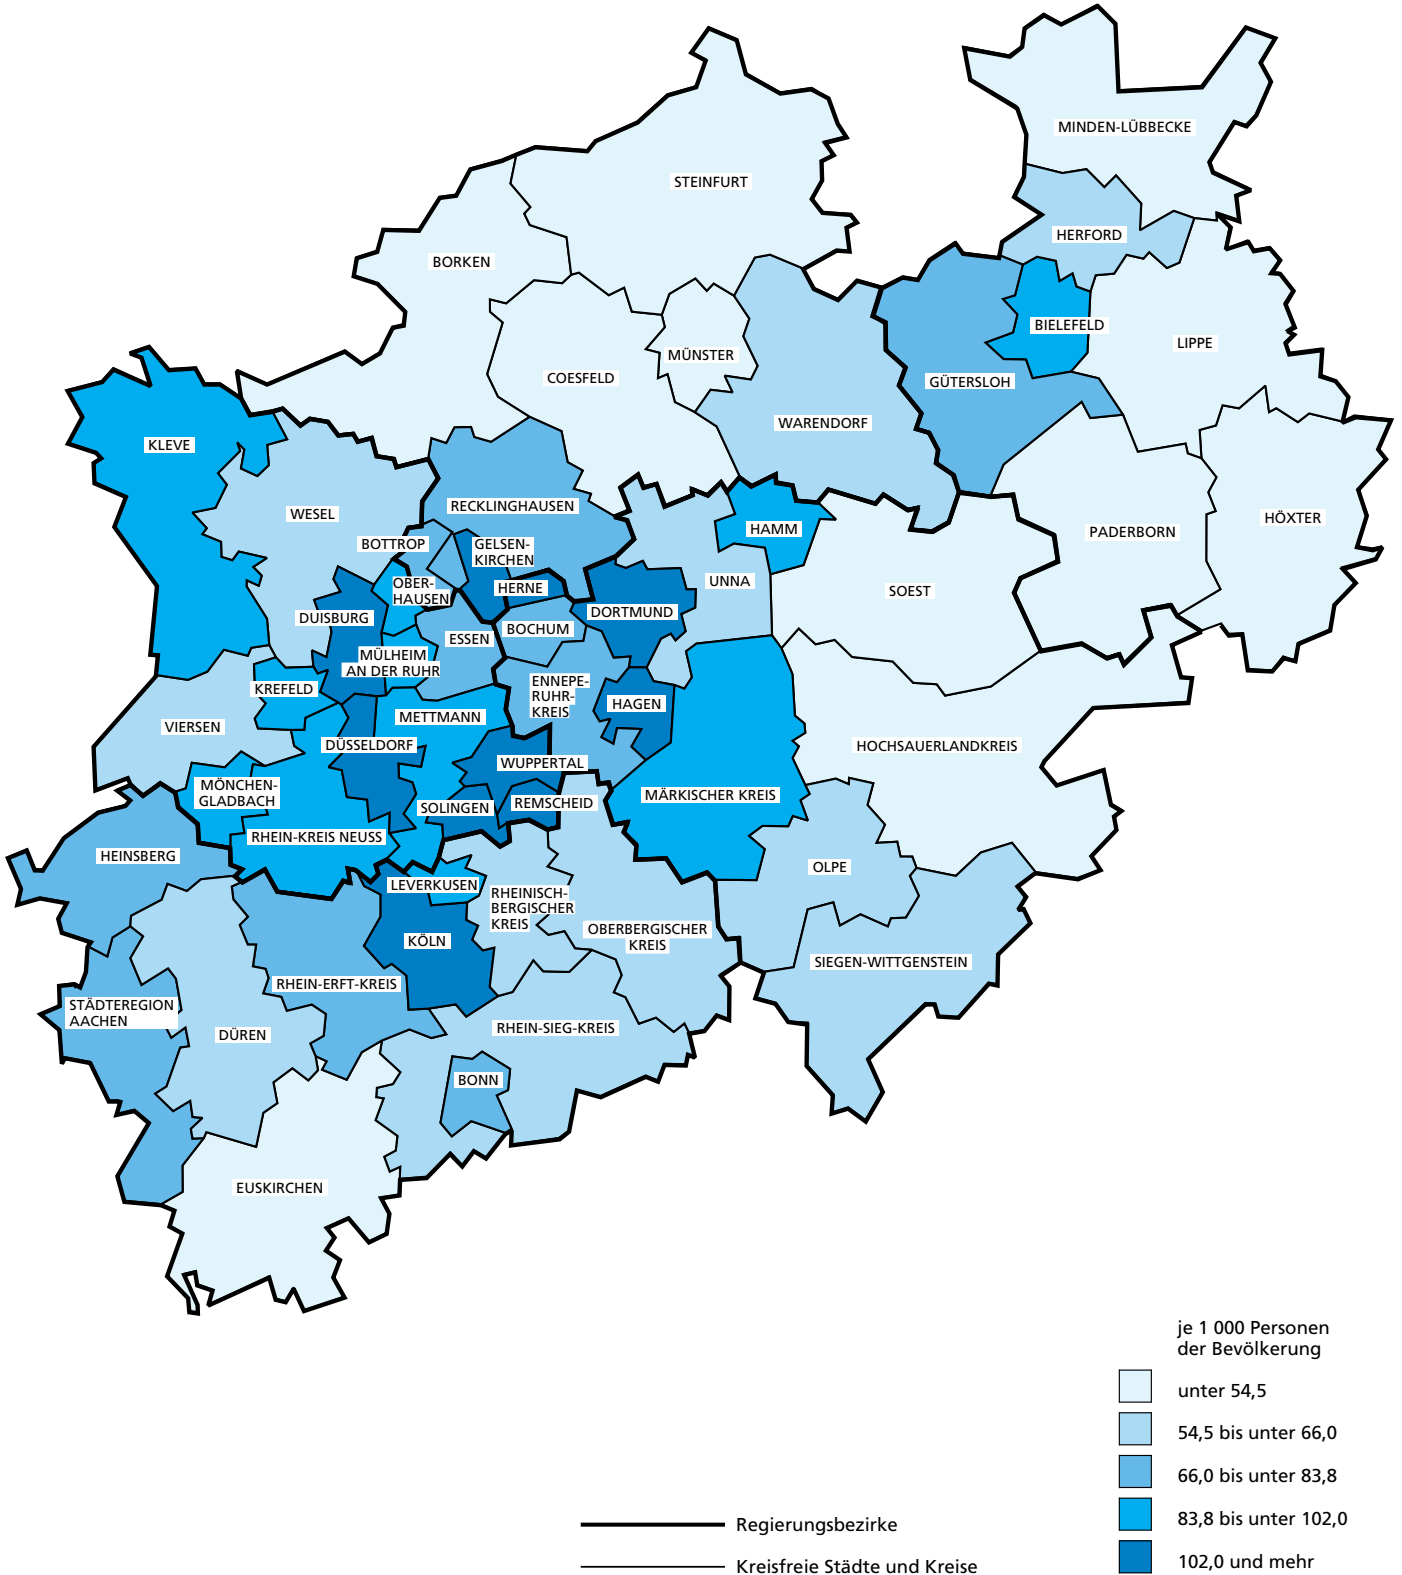 MINDEN-LÜBBECKE
STEINFURT
HERFORD
BORKEN
BIELEFELD
LIPPE
MÜNSTER
COESFELD
GÜTERSLOH
WARENDORF
KLEVE
RECKLINGHAUSEN
WESEL
HÖXTER
HAMM
PADERBORN
BOTTROP
GELSEN-
KIRCHEN
UNNA
OBER-
HAUSEN
HERNE
SOEST
DORTMUND
DUISBURG
BOCHUM
ESSEN
MÜLHEIM
AN DER RUHR
ENNEPE-
RUHR-
KREIS
KREFELD
HAGEN
METTMANN
VIERSEN
DÜSSELDORF
HOCHSAUERLANDKREIS
WUPPERTAL
MÖNCHEN-
GLADBACH
MÄRKISCHER KREIS
REMSCHEID
SOLINGEN
RHEIN-KREIS NEUSS
HEINSBERG
OLPE
LEVERKUSEN
RHEINISCH-
BERGISCHER
KREIS
OBERBERGISCHER
KREIS
KÖLN
SIEGEN-WITTGENSTEIN
RHEIN-ERFT-KREIS
STÄDTEREGION
AACHEN
RHEIN-SIEG-KREIS
DÜREN
BONN
EUSKIRCHEN
je 1 000 Personen
der Bevölkerung
unter 54,5
54,5 bis unter 66,0
66,0 bis unter 83,8
83,8 bis unter 102,0
102,0 und mehr
Regierungsbezirke
Kreisfreie Städte und Kreise